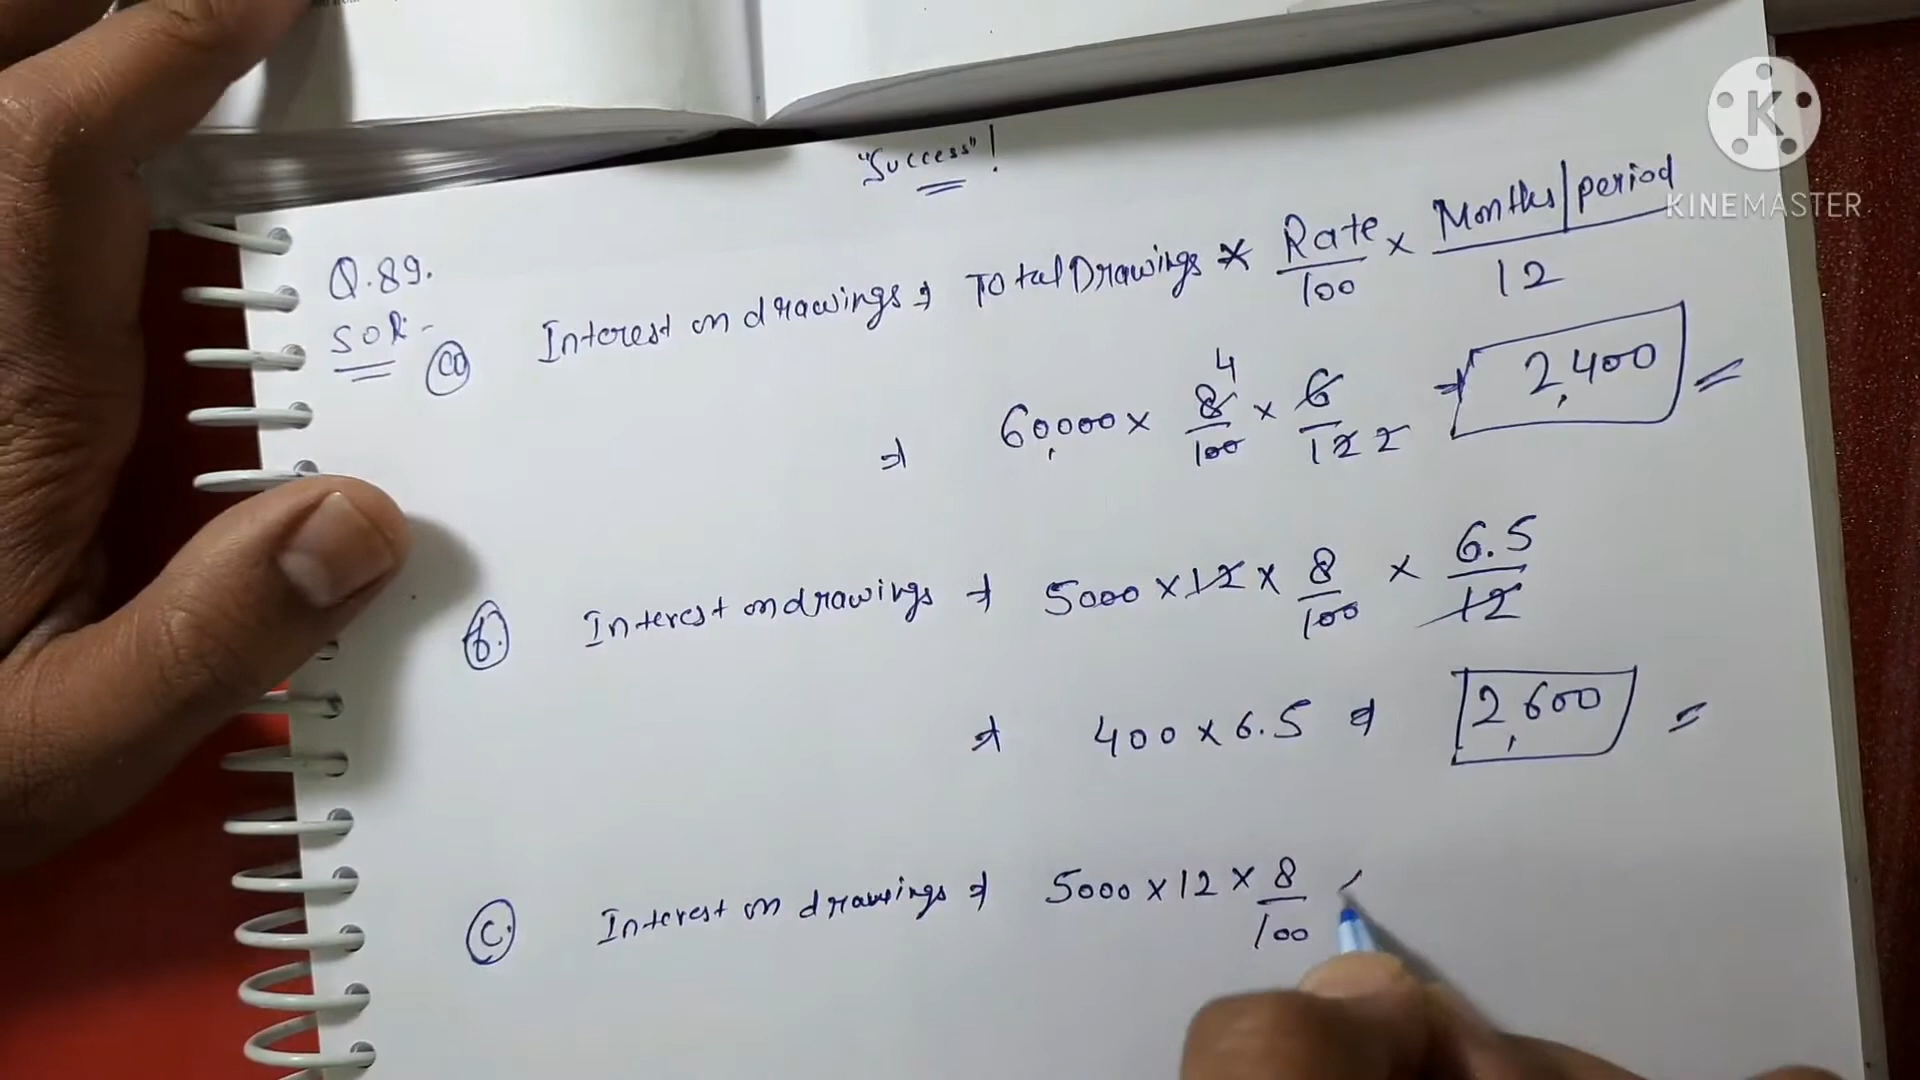 "Success"!
K
KINEMASTER
Q.89.
Sol-
(a) Interest on drawings ⇒ Total Drawings × Rate/100 × Months/period/12
⇒ 60,000 × 8/100 × 6/12 ⇒ 2,400
4
2
(b.) Interest on drawings ⇒ 5000 × 12 × 8/100 × 6.5/12
⇒ 400 × 6.5 ⇒ 2,600
(c.) Interest on drawings ⇒ 5000 × 12 × 8/100